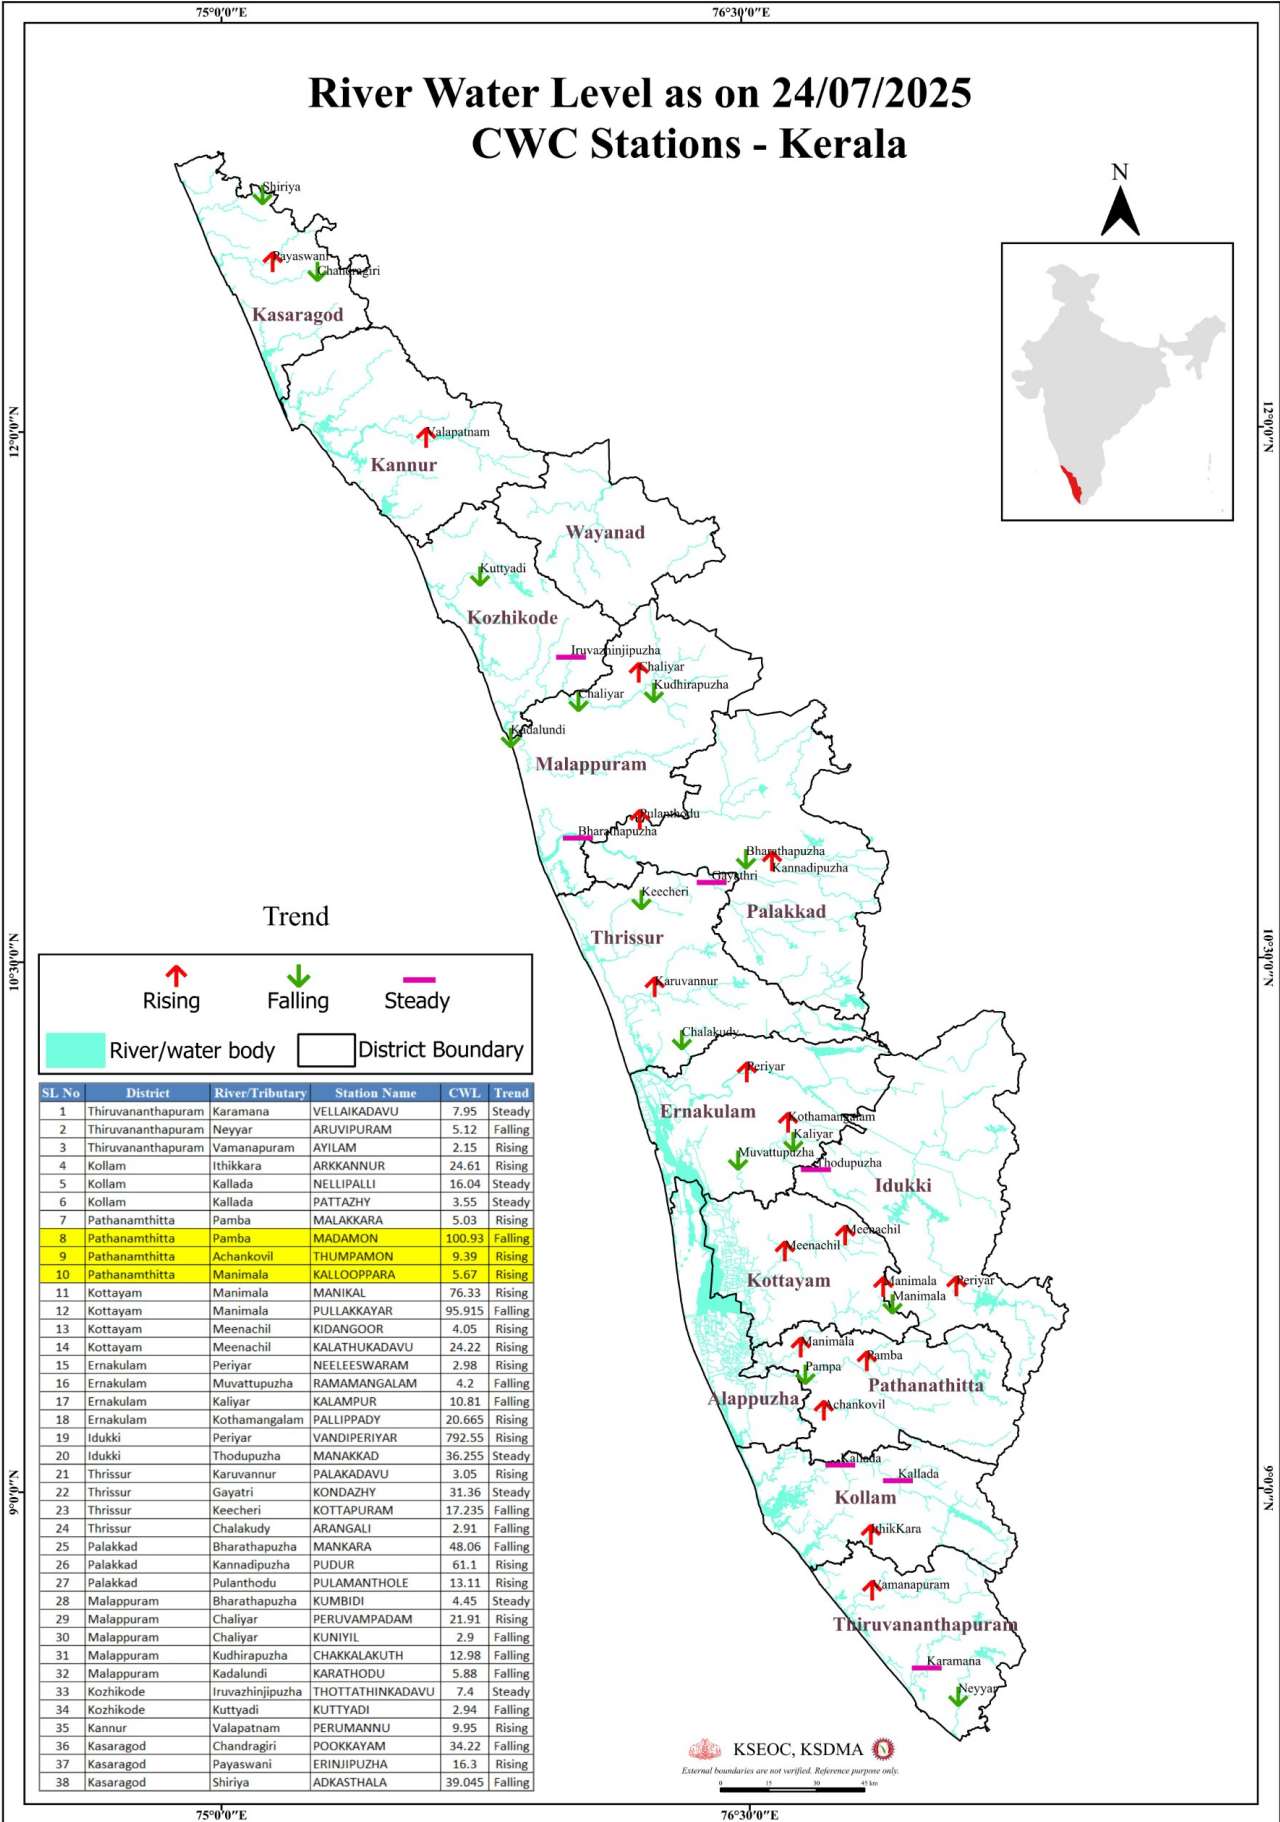 75°0'0"E 76°30'0"E
River Water Level as on 24/07/2025
CWC Stations - Kerala
N
Shiriya
Payaswani
Chandragiri
Kasaragod
12°0'0"N 12°0'0"N
Valapatnam
Kannur
Wayanad
Kuttyadi
Kozhikode
Iruvazhinjipuzha
Chaliyar
Kudhirapuzha
Chaliyar
Kadalundi
Malappuram
Pulanthodu
Bharathapuzha
Bharathapuzha
Kannadipuzha
Gayathri
Keecheri
Palakkad
Thrissur
10°30'0"N 10°30'0"N
Karuvannur
Chalakudy
Periyar
Ernakulam
Kothamangalam
Kaliyar
Muvattupuzha
Thodupuzha
Idukki
Meenachil
Meenachil
Kottayam
Manimala
Periyar
Manimala
Manimala
Pamba
Pampa
Pathanathitta
Alappuzha
Achankovil
Kallada
Kallada
9°0'0"N 9°0'0"N
Kollam
IthikKara
Vamanapuram
Thiruvananthapuram
Karamana
Neyyar
Trend
Rising Falling Steady
River/water body District Boundary
SL No District River/Tributary Station Name CWL Trend
1 Thiruvananthapuram Karamana VELLAIKADAVU 7.95 Steady
2 Thiruvananthapuram Neyyar ARUVIPURAM 5.12 Falling
3 Thiruvananthapuram Vamanapuram AYILAM 2.15 Rising
4 Kollam Ithikkara ARKKANNUR 24.61 Rising
5 Kollam Kallada NELLIPALLI 16.04 Steady
6 Kollam Kallada PATTAZHY 3.55 Steady
7 Pathanamthitta Pamba MALAKKARA 5.03 Rising
8 Pathanamthitta Pamba MADAMON 100.93 Falling
9 Pathanamthitta Achankovil THUMPAMON 9.39 Rising
10 Pathanamthitta Manimala KALLOOPPARA 5.67 Rising
11 Kottayam Manimala MANIKAL 76.33 Rising
12 Kottayam Manimala PULLAKKAYAR 95.915 Falling
13 Kottayam Meenachil KIDANGOOR 4.05 Rising
14 Kottayam Meenachil KALATHUKADAVU 24.22 Rising
15 Ernakulam Periyar NEELEESWARAM 2.98 Rising
16 Ernakulam Muvattupuzha RAMAMANGALAM 4.2 Falling
17 Ernakulam Kaliyar KALAMPUR 10.81 Falling
18 Ernakulam Kothamangalam PALLIPPADY 20.665 Rising
19 Idukki Periyar VANDIPERIYAR 792.55 Rising
20 Idukki Thodupuzha MANAKKAD 36.255 Steady
21 Thrissur Karuvannur PALAKADAVU 3.05 Rising
22 Thrissur Gayatri KONDAZHY 31.36 Steady
23 Thrissur Keecheri KOTTAPURAM 17.235 Falling
24 Thrissur Chalakudy ARANGALI 2.91 Falling
25 Palakkad Bharathapuzha MANKARA 48.06 Falling
26 Palakkad Kannadipuzha PUDUR 61.1 Rising
27 Palakkad Pulanthodu PULAMANTHOLE 13.11 Rising
28 Malappuram Bharathapuzha KUMBIDI 4.45 Steady
29 Malappuram Chaliyar PERUVAMPADAM 21.91 Rising
30 Malappuram Chaliyar KUNIYIL 2.9 Falling
31 Malappuram Kudhirapuzha CHAKKALAKUTH 12.98 Falling
32 Malappuram Kadalundi KARATHODU 5.88 Falling
33 Kozhikode Iruvazhinjipuzha THOTTATHINKADAVU 7.4 Steady
34 Kozhikode Kuttyadi KUTTYADI 2.94 Falling
35 Kannur Valapatnam PERUMANNU 9.95 Rising
36 Kasaragod Chandragiri POOKKAYAM 34.22 Falling
37 Kasaragod Payaswani ERINJIPUZHA 16.3 Rising
38 Kasaragod Shiriya ADKASTHALA 39.045 Falling
KSEOC, KSDMA
External boundaries are not verified. Reference purpose only.
0 15 30 45 km
75°0'0"E 76°30'0"E